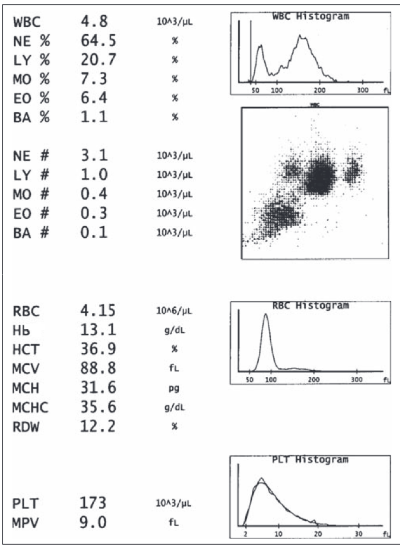 WBC 4.8 10^3/µL
NE % 64.5 %
LY % 20.7 %
MO % 7.3 %
EO % 6.4 %
BA % 1.1 %
WBC Histogram
50 100 200 300 fL
WBC
NE # 3.1 10^3/µL
LY # 1.0 10^3/µL
MO # 0.4 10^3/µL
EO # 0.3 10^3/µL
BA # 0.1 10^3/µL
RBC 4.15 10^6/µL
Hb 13.1 g/dL
HCT 36.9 %
MCV 88.8 fL
MCH 31.6 pg
MCHC 35.6 g/dL
RDW 12.2 %
RBC Histogram
50 100 200 300 fL
PLT Histogram
2 10 20 30 fL
PLT 173 10^3/µL
MPV 9.0 fL